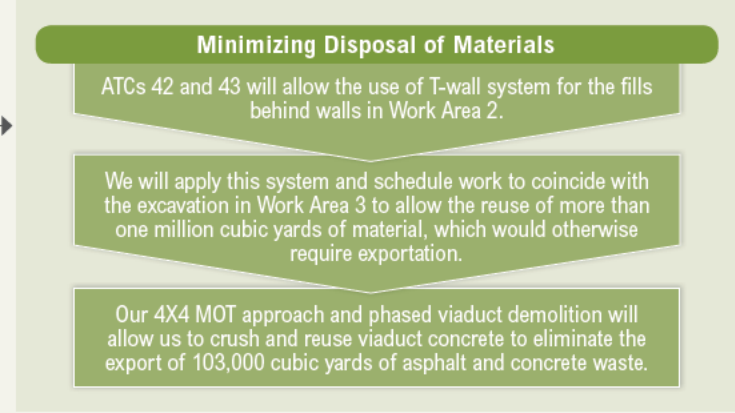 Minimizing Disposal of Materials
ATCs 42 and 43 will allow the use of T-wall system for the fills
behind walls in Work Area 2.
We will apply this system and schedule work to coincide with
the excavation in Work Area 3 to allow the reuse of more than
one million cubic yards of material, which would otherwise
require exportation.
Our 4X4 MOT approach and phased viaduct demolition will
allow us to crush and reuse viaduct concrete to eliminate the
export of 103,000 cubic yards of asphalt and concrete waste.